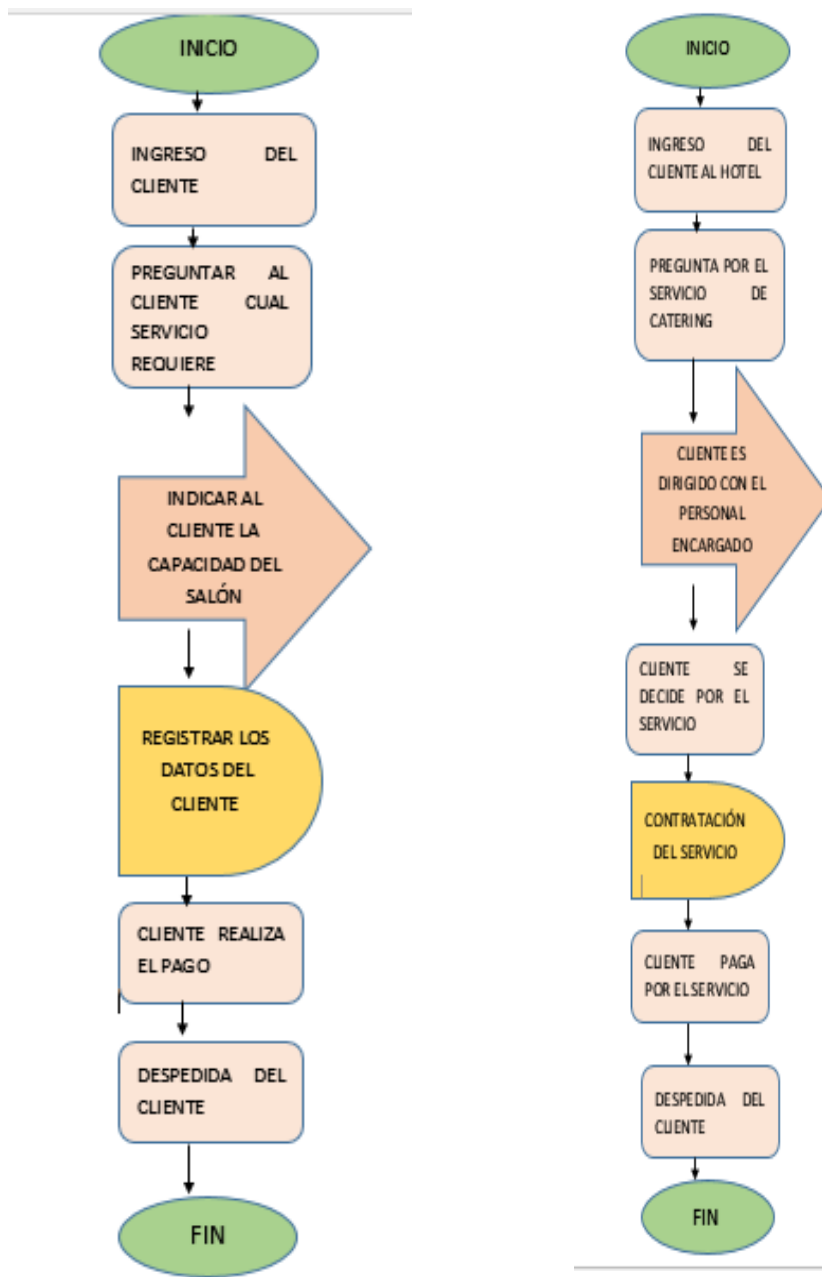 INICIO
INGRESO DEL
CLIENTE
PREGUNTAR AL
CLIENTE CUAL
SERVICIO
REQUIERE
INDICAR AL
CLIENTE LA
CAPACIDAD DEL
SALÓN
REGISTRAR LOS
DATOS DEL
CLIENTE
CLIENTE REALIZA
EL PAGO
DESPEDIDA DEL
CLIENTE
FIN
INICIO
INGRESO DEL
CLIENTE AL HOTEL
PREGUNTA POR EL
SERVICIO DE
CATERING
CLIENTE ES
DIRIGIDO CON EL
PERSONAL
ENCARGADO
CLIENTE SE
DECIDE POR EL
SERVICIO
CONTRATACIÓN
DEL SERVICIO
CLIENTE PAGA
POR EL SERVICIO
DESPEDIDA DEL
CLIENTE
FIN